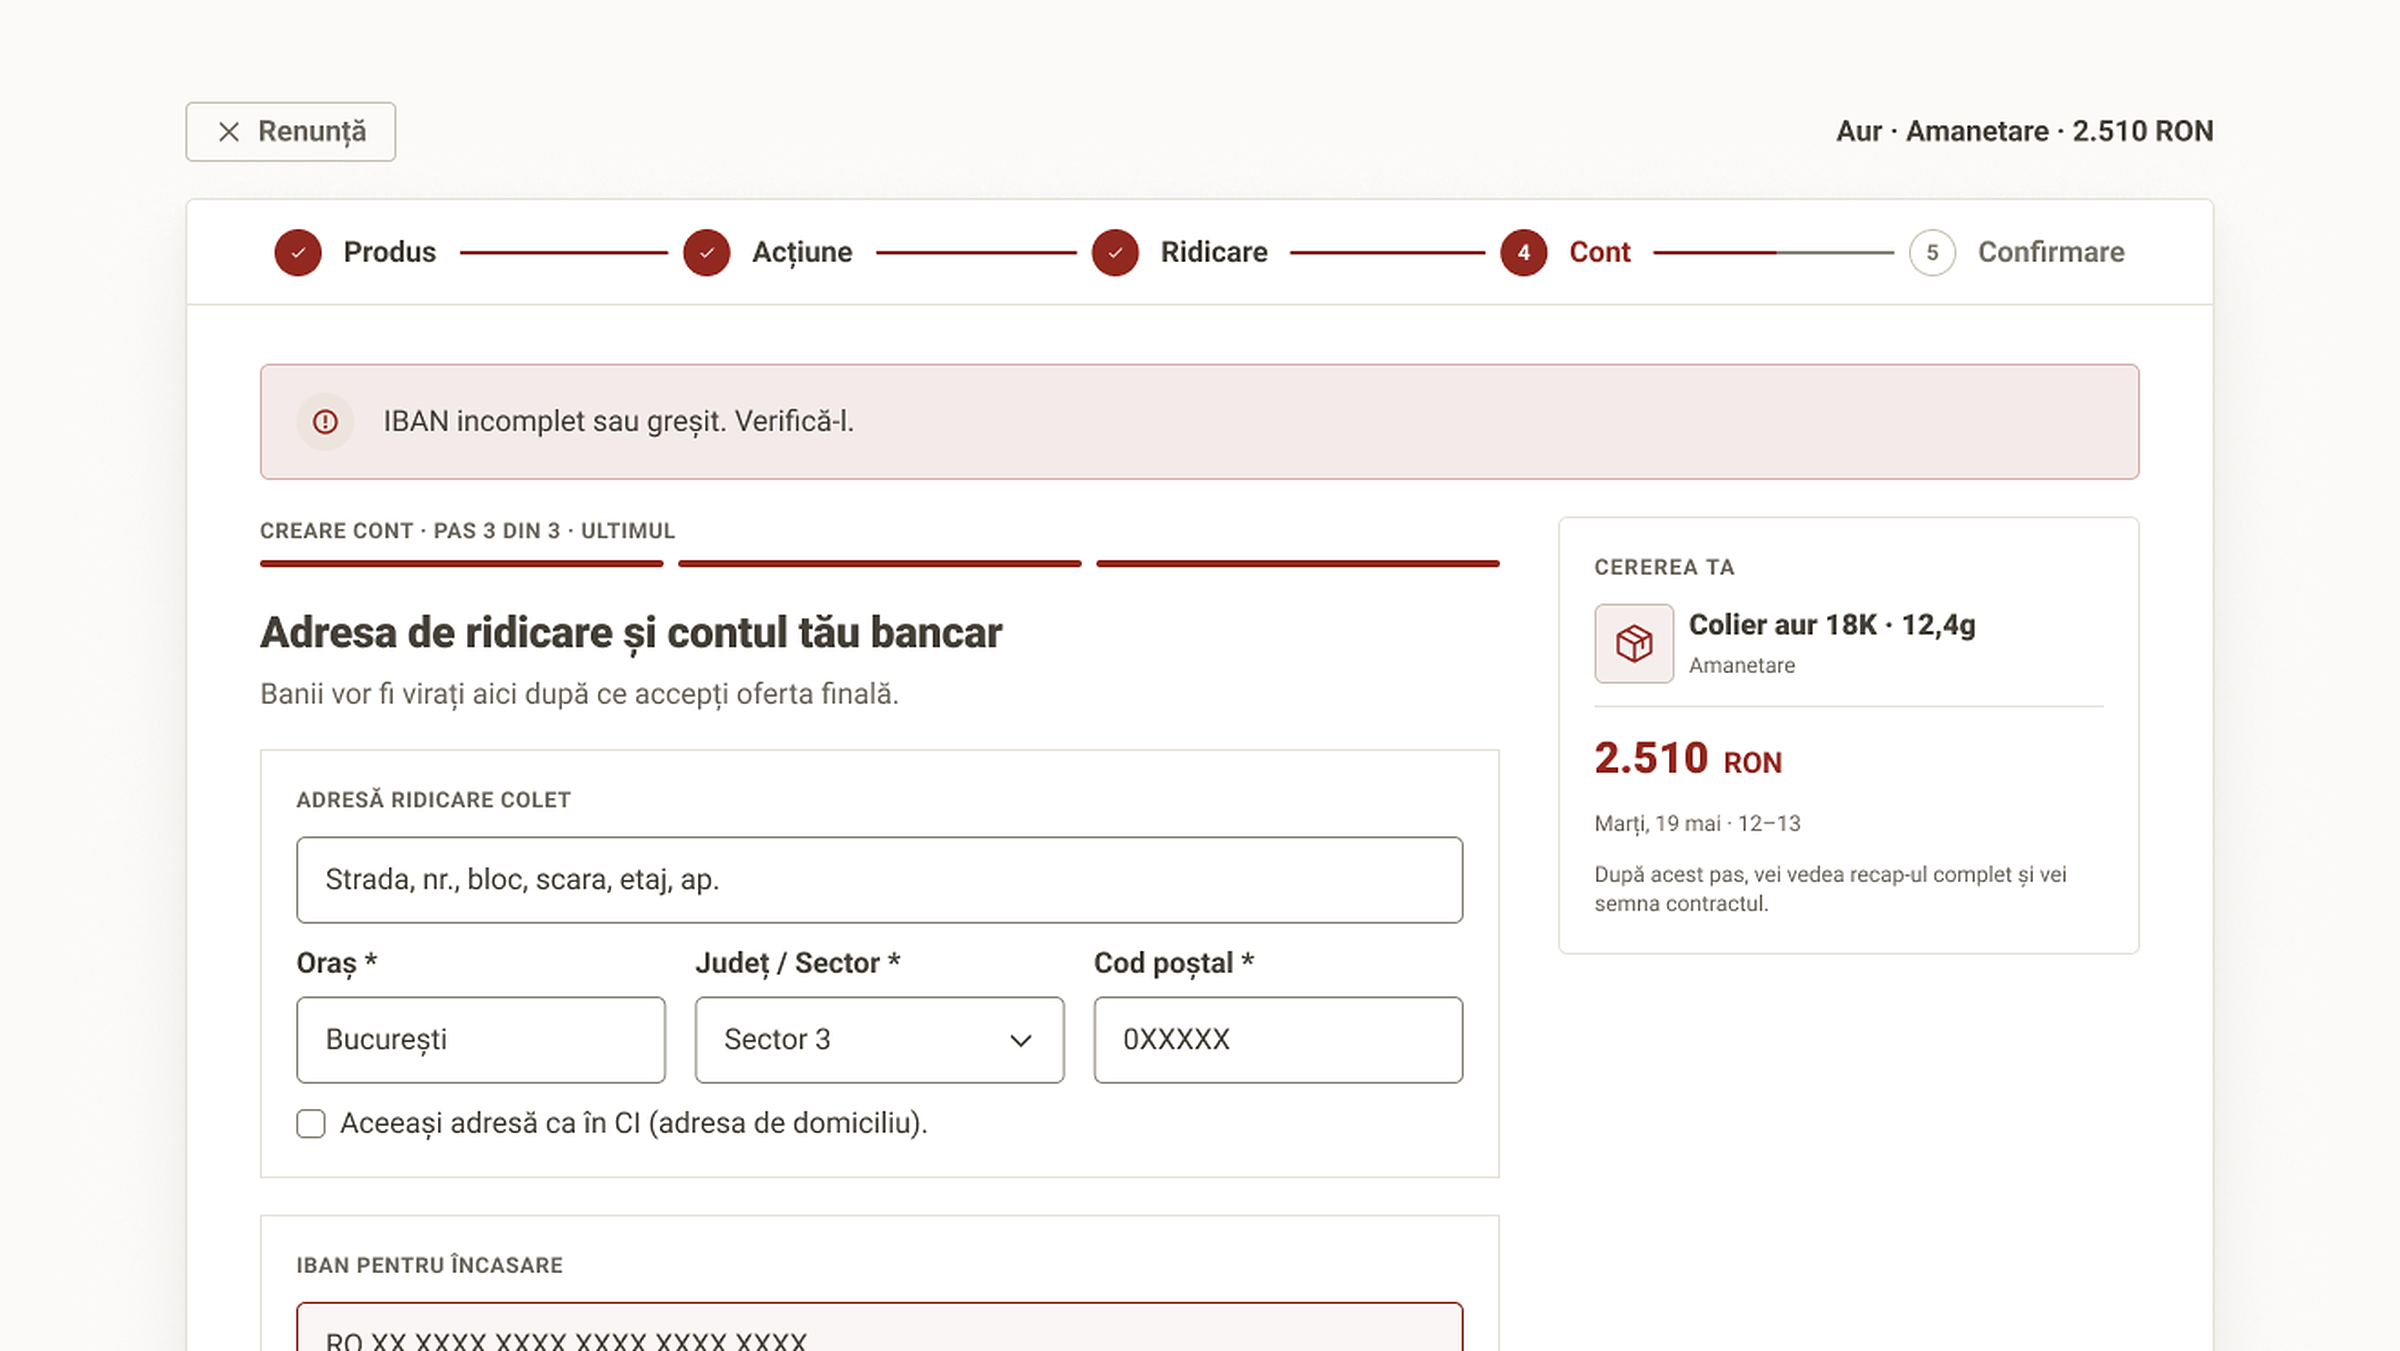 Renunță
Aur · Amanetare · 2.510 RON
Produs
Acțiune
Ridicare
4 Cont
5 Confirmare
IBAN incomplet sau greșit. Verifică-l.
CREARE CONT · PAS 3 DIN 3 · ULTIMUL
Adresa de ridicare și contul tău bancar
Banii vor fi virați aici după ce accepți oferta finală.
ADRESĂ RIDICARE COLET
Strada, nr., bloc, scara, etaj, ap.
Oraș *
Județ / Sector *
Cod poștal *
București
Sector 3
0XXXXX
Aceeași adresă ca în CI (adresa de domiciliu).
IBAN PENTRU ÎNCASARE
RO XX XXXX XXXX XXXX XXXX XXXX
CEREREA TA
Colier aur 18K · 12,4g
Amanetare
2.510 RON
Marți, 19 mai · 12–13
După acest pas, vei vedea recap-ul complet și vei
semna contractul.